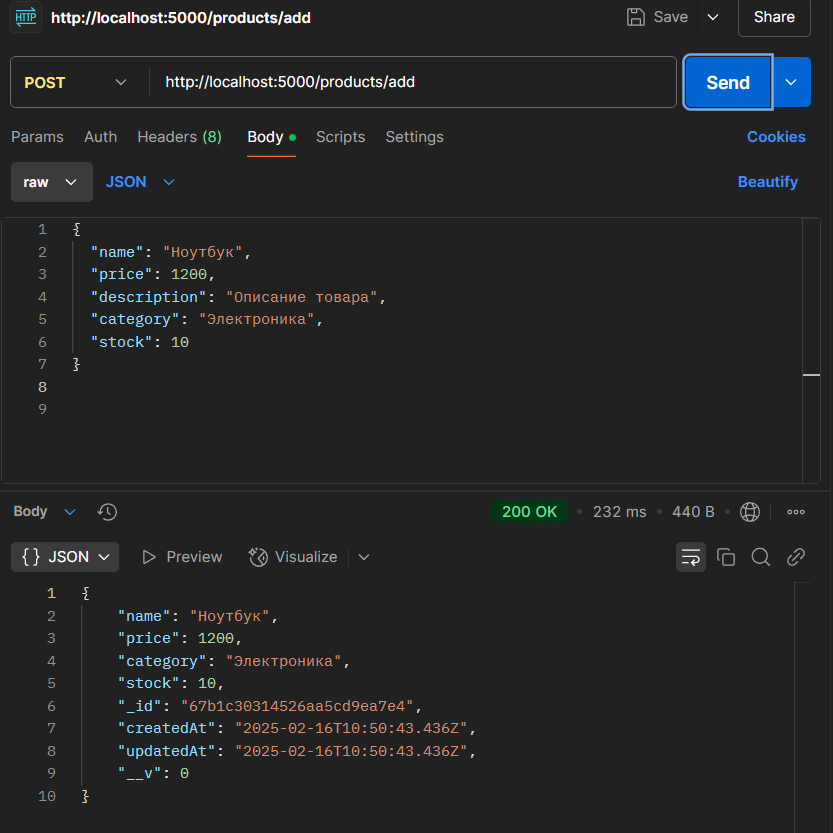 HTTP http://localhost:5000/products/add Save Share
POST http://localhost:5000/products/add Send
Params Auth Headers (8) Body Scripts Settings Cookies
raw JSON Beautify
1 {
2 "name": "Ноутбук",
3 "price": 1200,
4 "description": "Описание товара",
5 "category": "Электроника",
6 "stock": 10
7 }
8
9
Body 200 OK • 232 ms • 440 B •
{} JSON Preview Visualize
1 {
2 "name": "Ноутбук",
3 "price": 1200,
4 "category": "Электроника",
5 "stock": 10,
6 "_id": "67b1c30314526aa5cd9ea7e4",
7 "createdAt": "2025-02-16T10:50:43.436Z",
8 "updatedAt": "2025-02-16T10:50:43.436Z",
9 "__v": 0
10 }